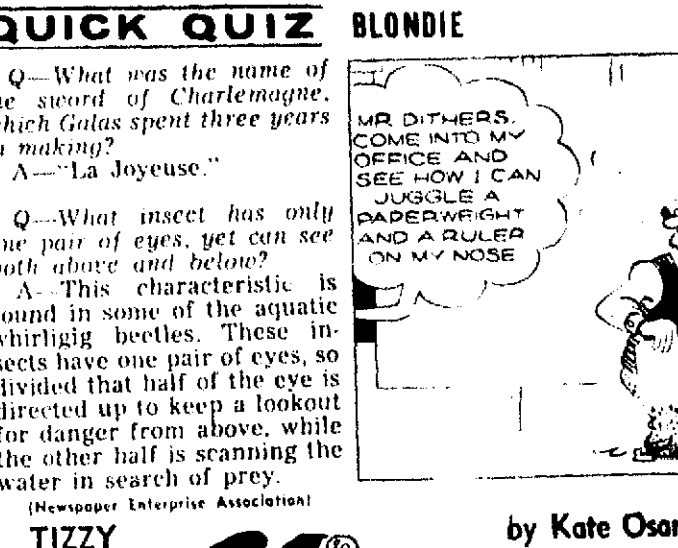 QUICK QUIZ
Q—What was the name of
sword of Charlemagne,
which Galas spent three years
making?
A—"La Joyeuse."
Q—What insect has only
one pair of eyes, yet can see
both above and below?
A—This characteristic is
found in some of the aquatic
whirligig beetles. These in-
sects have one pair of eyes, so
divided that half of the eye is
directed up to keep a lookout
for danger from above, while
the other half is scanning the
water in search of prey.
(Newspaper Enterprise Association)
BLONDIE
MR. DITHERS,
COME INTO MY
OFFICE AND
SEE HOW I CAN
JUGGLE A
PAPERWEIGHT
AND A RULER
ON MY NOSE
TIZZY
by Kate Osan